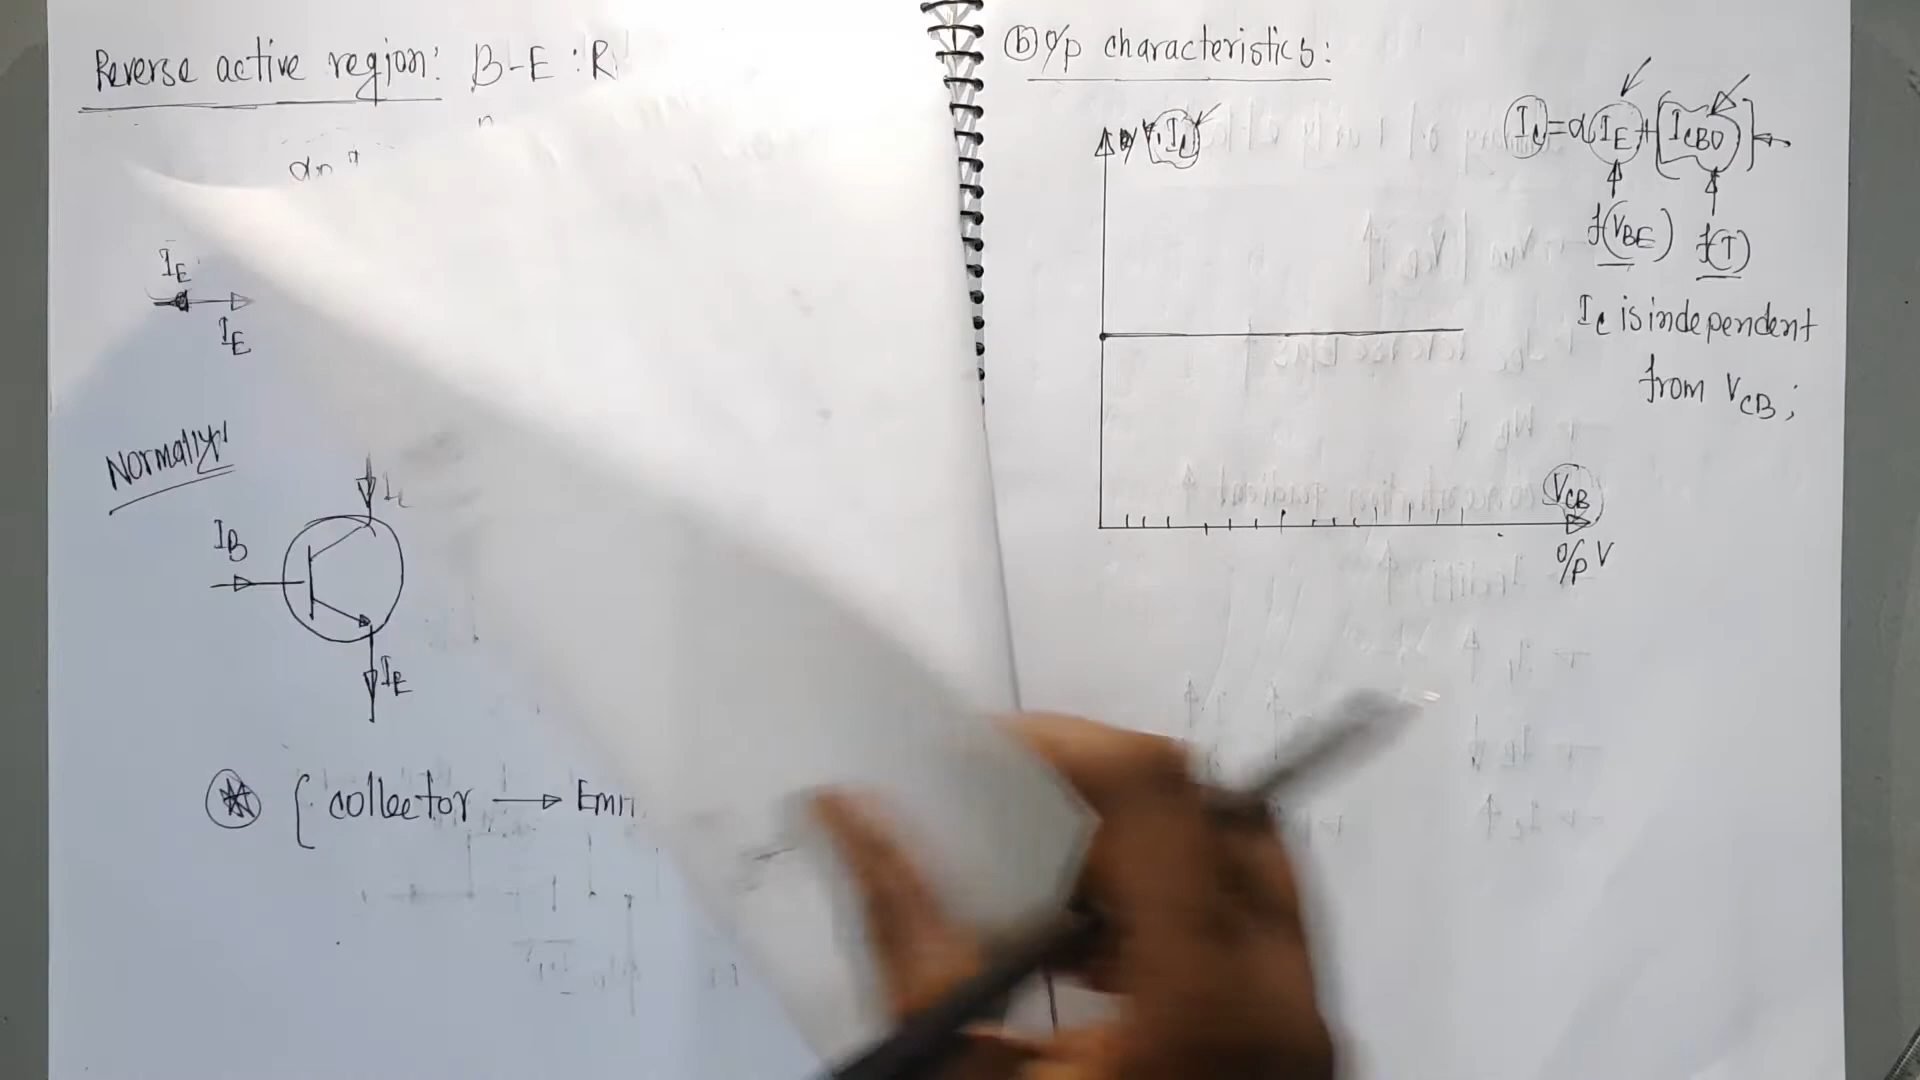 Reverse active region: B-E : R
IE
IE
Normally!
IC
IB
IE
{ collector → Emi
ⓑ o/p characteristics:
IC
IC = α IE + [ICBO]
f(VBE) f(T)
IC is independent
from VCB;
VCB
o/p V